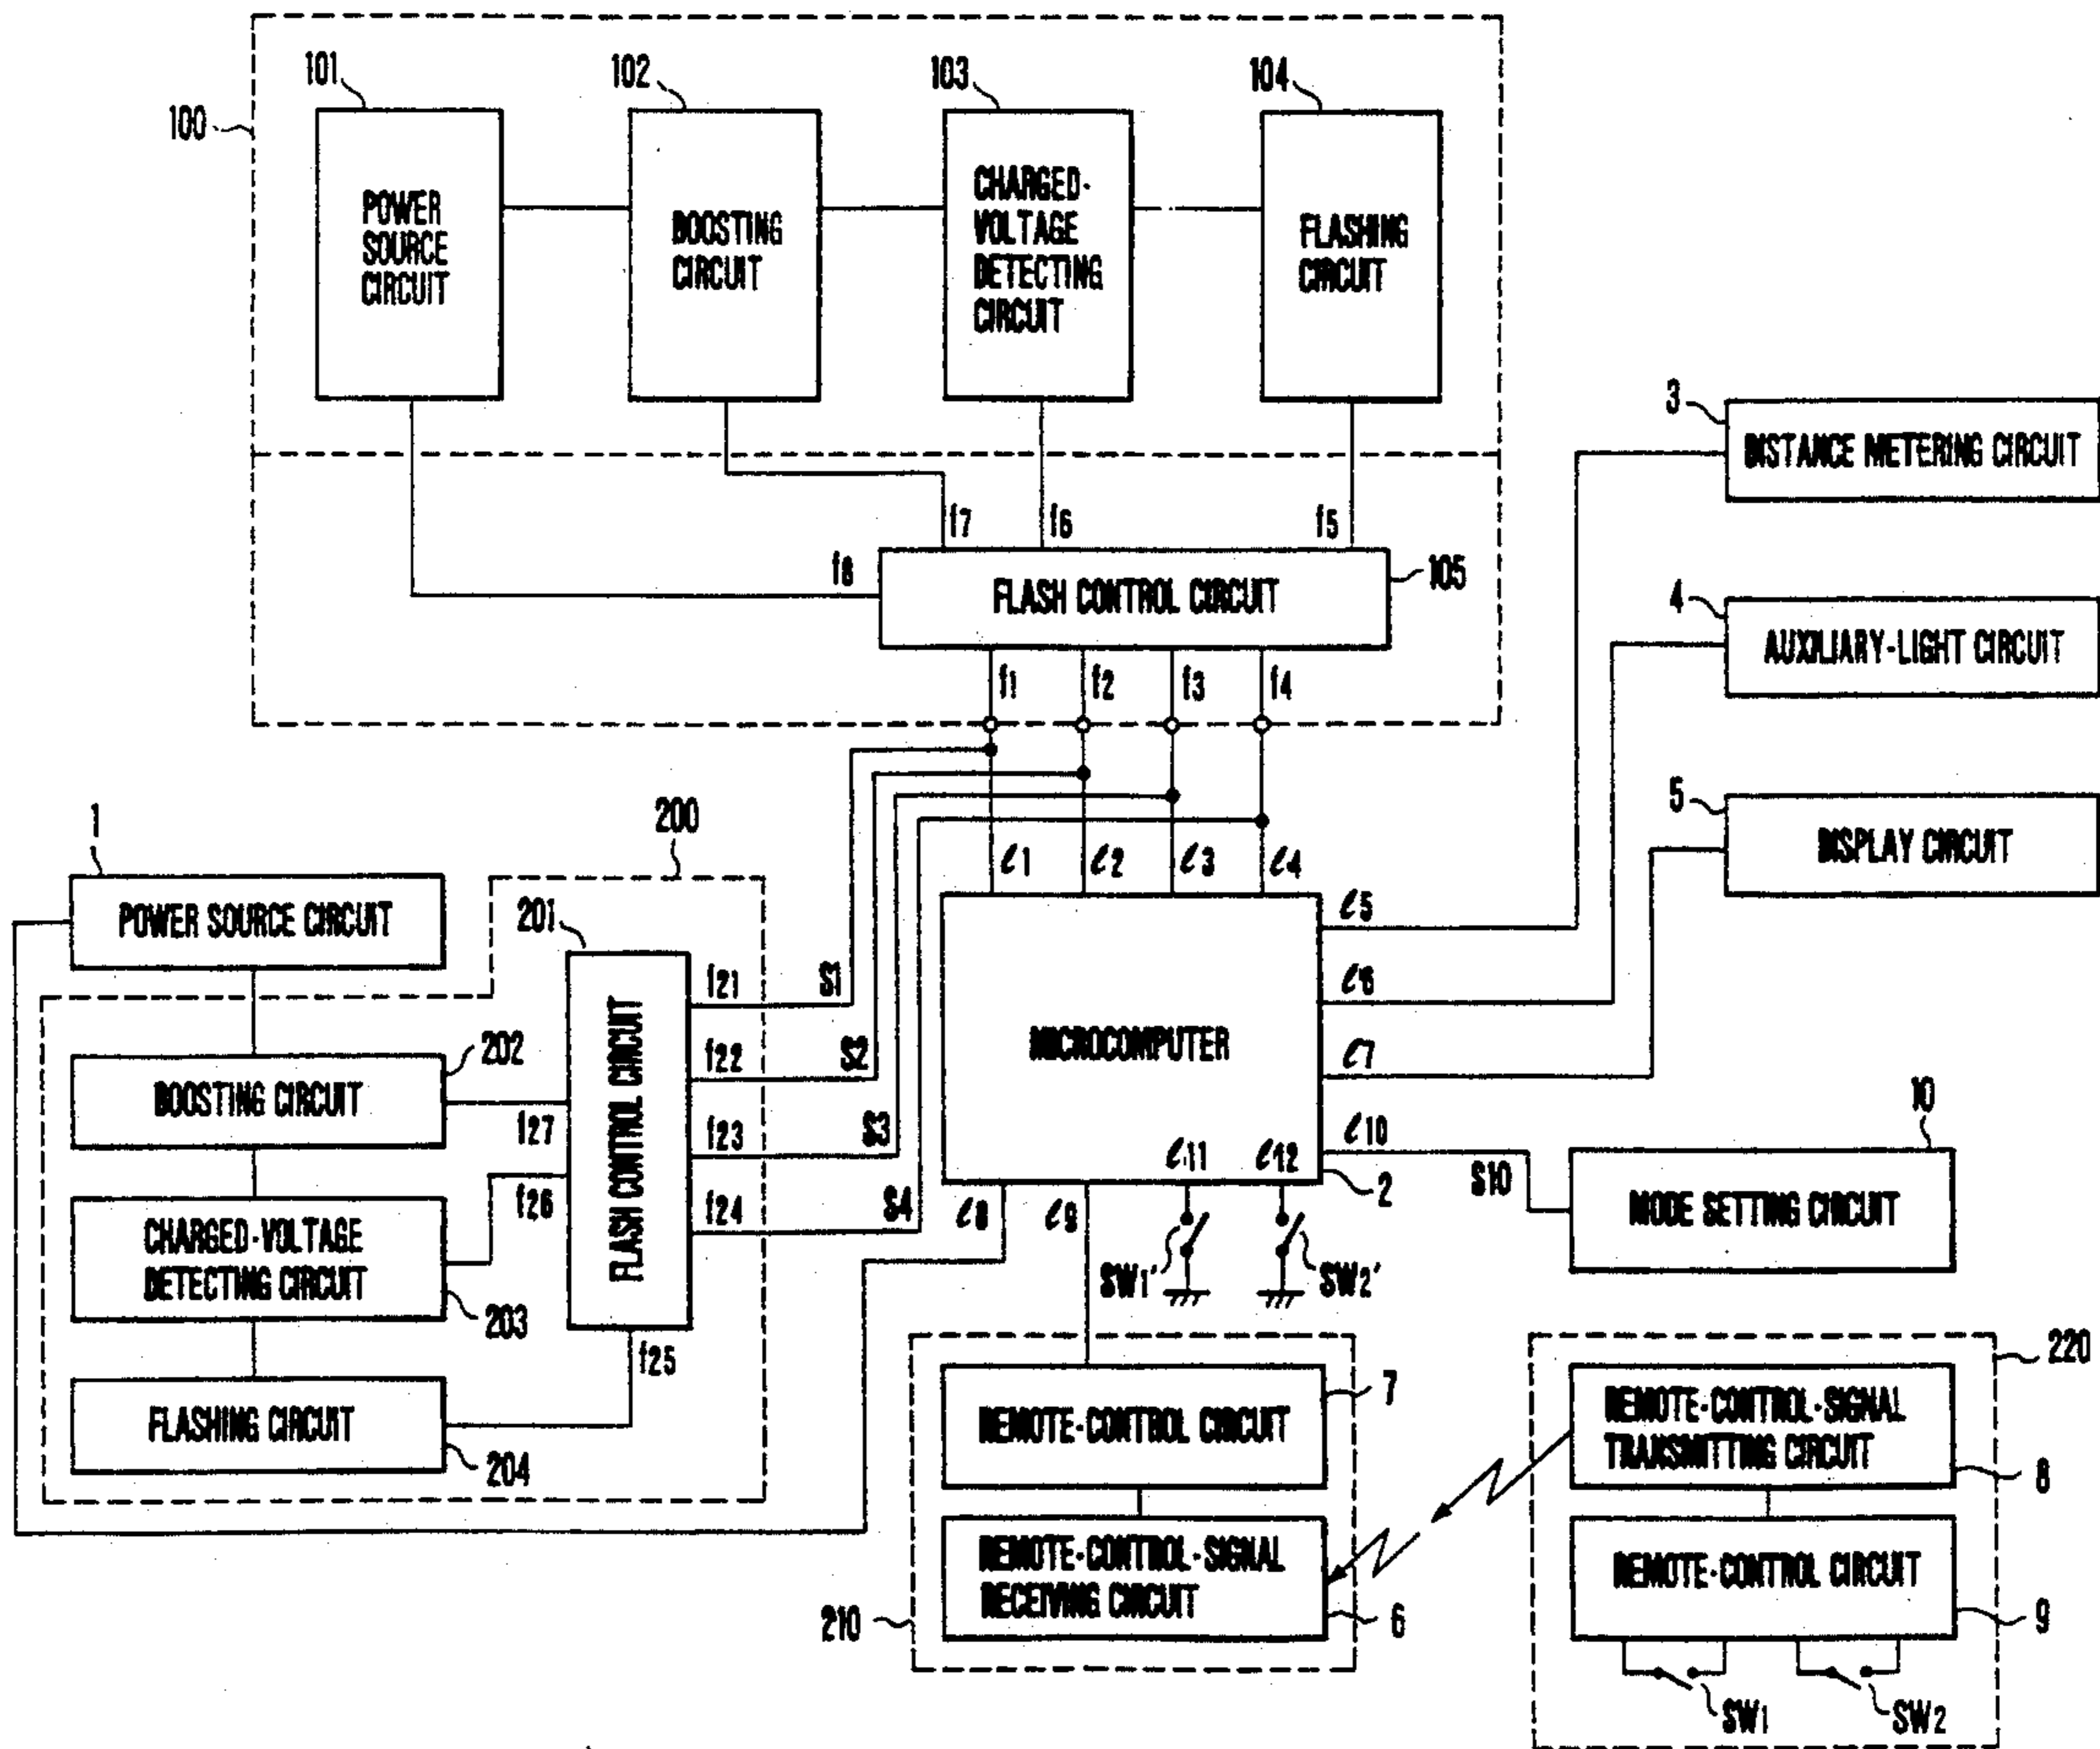 100
101
102
103
104
POWER
SOURCE
CIRCUIT
BOOSTING
CIRCUIT
CHARGED-
VOLTAGE
DETECTING
CIRCUIT
FLASHING
CIRCUIT
f7
f6
f5
f8
FLASH CONTROL CIRCUIT
105
f1
f2
f3
f4
3
DISTANCE METERING CIRCUIT
4
AUXILIARY-LIGHT CIRCUIT
5
DISPLAY CIRCUIT
1
POWER SOURCE CIRCUIT
200
201
FLASH CONTROL CIRCUIT
202
BOOSTING CIRCUIT
f27
CHARGED-VOLTAGE
DETECTING CIRCUIT
203
f26
FLASHING CIRCUIT
204
f25
f21
S1
f22
S2
f23
S3
f24
S4
ℓ1
ℓ2
ℓ3
ℓ4
MICROCOMPUTER
ℓ5
ℓ6
ℓ7
ℓ10
ℓ11
ℓ12
2
ℓ8
ℓ9
SW1'
SW2'
S10
10
MODE SETTING CIRCUIT
REMOTE-CONTROL CIRCUIT
7
REMOTE-CONTROL-SIGNAL
RECEIVING CIRCUIT
6
210
220
REMOTE-CONTROL-SIGNAL
TRANSMITTING CIRCUIT
8
REMOTE-CONTROL CIRCUIT
9
SW1
SW2